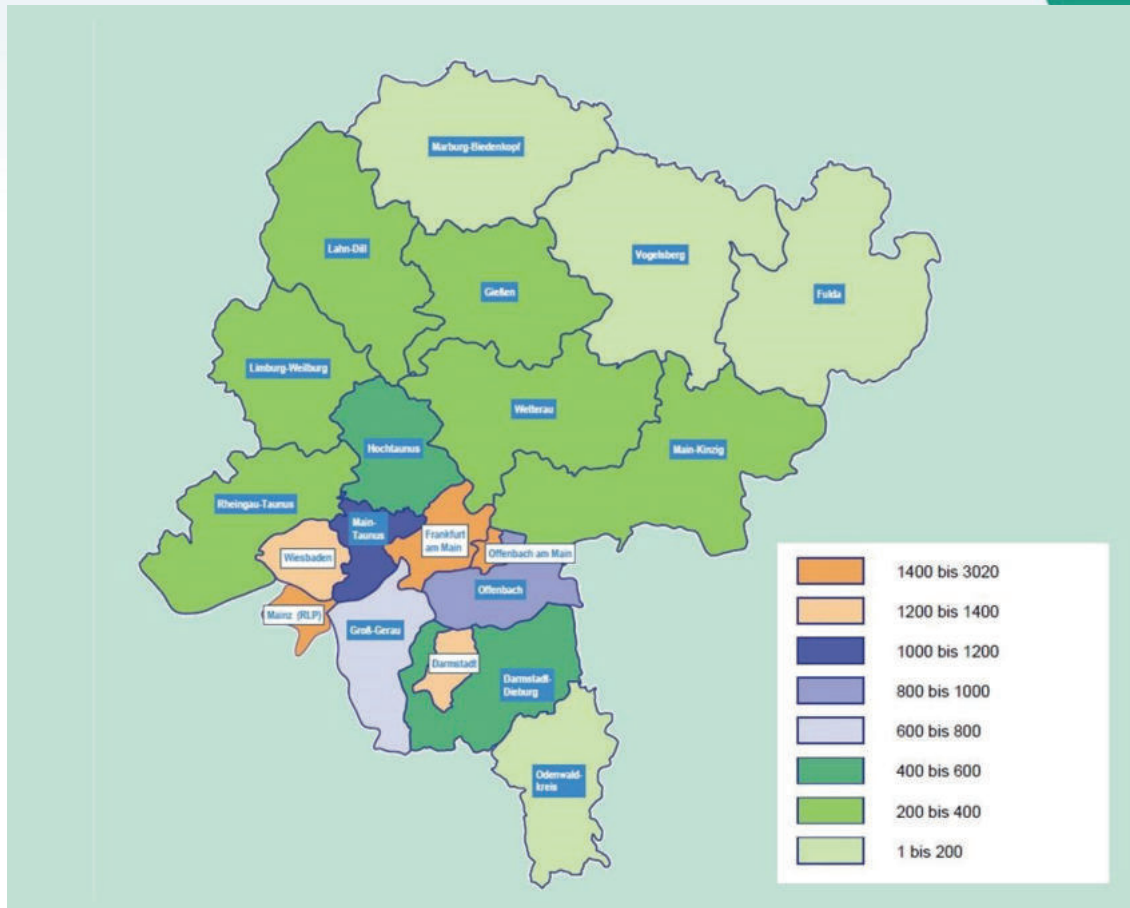 Marburg-Biedenkopf
Lahn-Dill
Vogelsberg
Gießen
Fulda
Limburg-Weilburg
Wetterau
Hochtaunus
Main-Kinzig
Rheingau-Taunus
Main-
Taunus
Frankfurt
am Main
Wiesbaden
Offenbach am Main
Offenbach
Mainz (RLP)
Groß-Gerau
Darmstadt
Darmstadt-
Dieburg
Odenwald-
kreis
1400 bis 3020
1200 bis 1400
1000 bis 1200
800 bis 1000
600 bis 800
400 bis 600
200 bis 400
1 bis 200